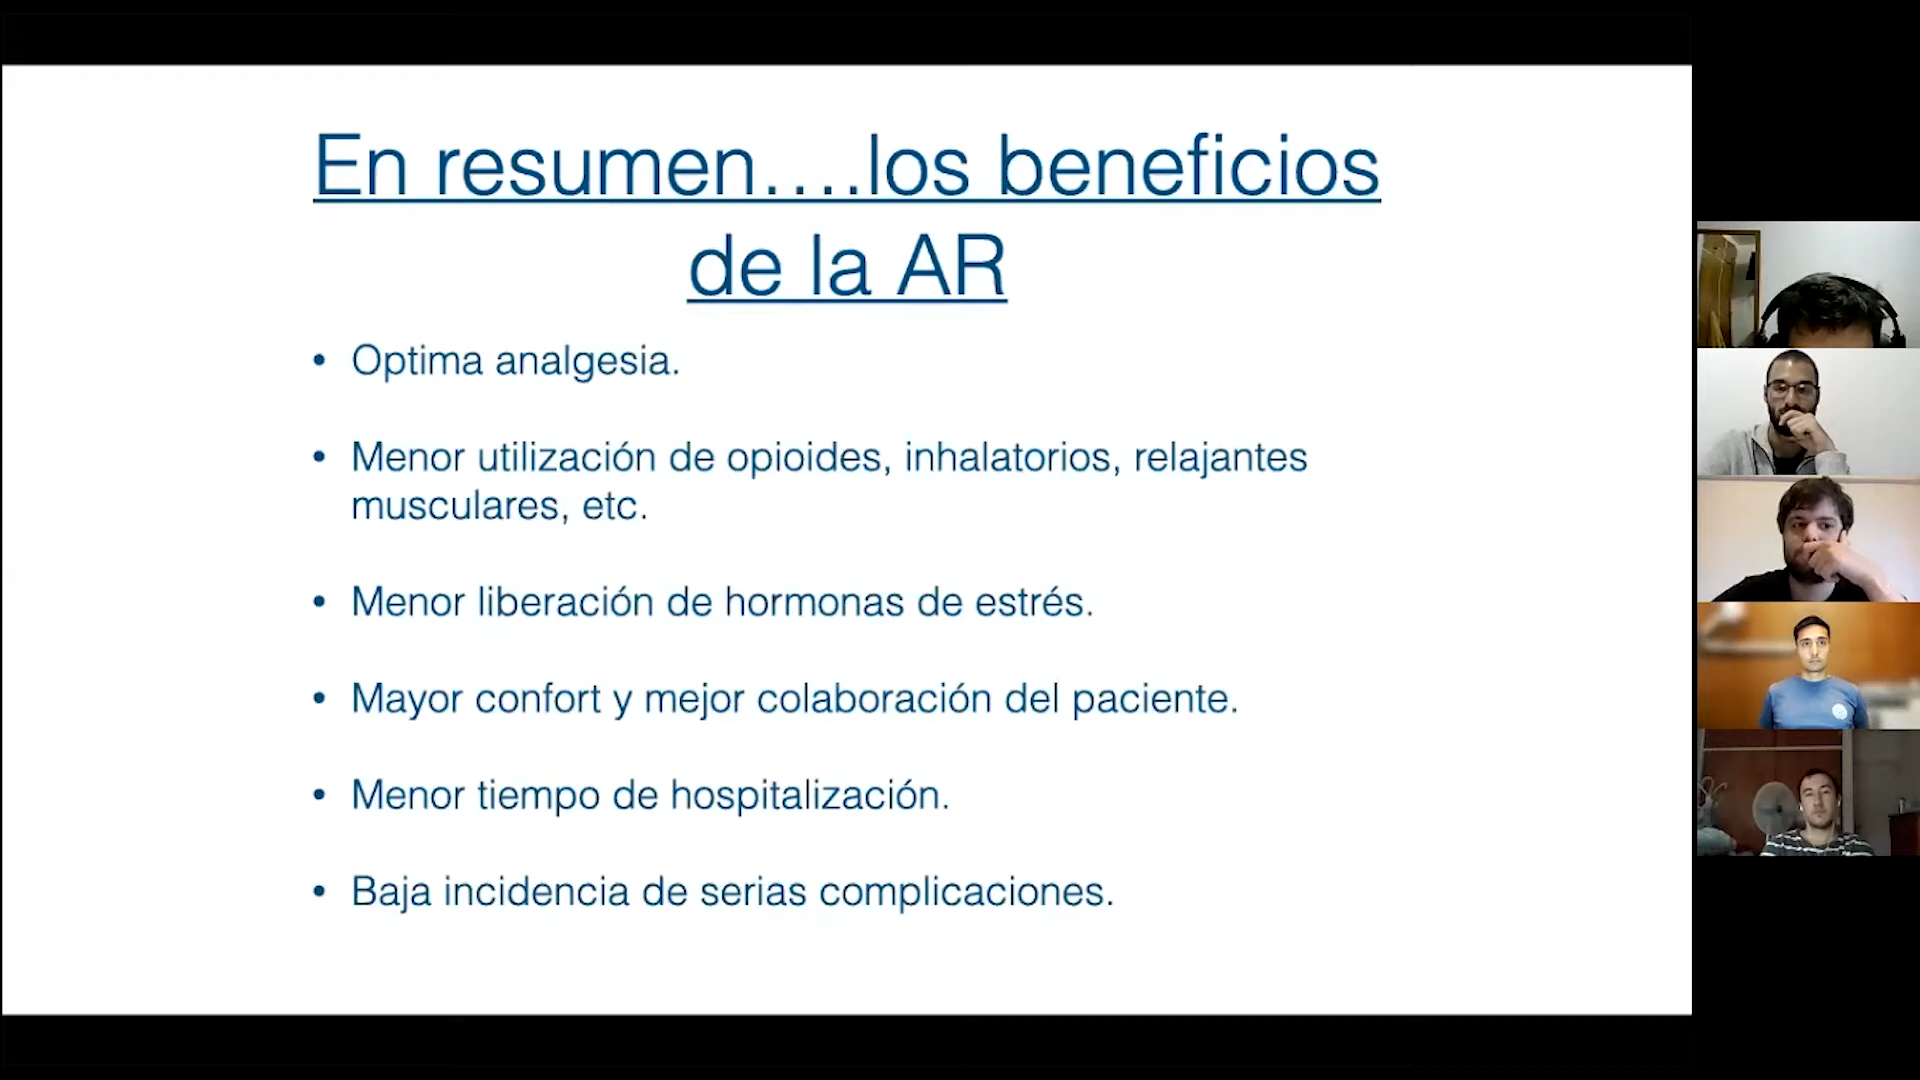 En resumen....los beneficios
de la AR
• Optima analgesia.
• Menor utilización de opioides, inhalatorios, relajantes
musculares, etc.
• Menor liberación de hormonas de estrés.
• Mayor confort y mejor colaboración del paciente.
• Menor tiempo de hospitalización.
• Baja incidencia de serias complicaciones.